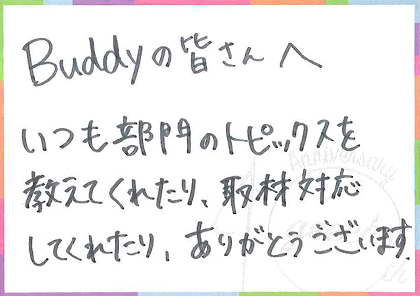 Buddyの皆さんへ
いつも部門のトピックスを
教えてくれたり、取材対応
してくれたり、ありがとうございます。
Anniversary
th